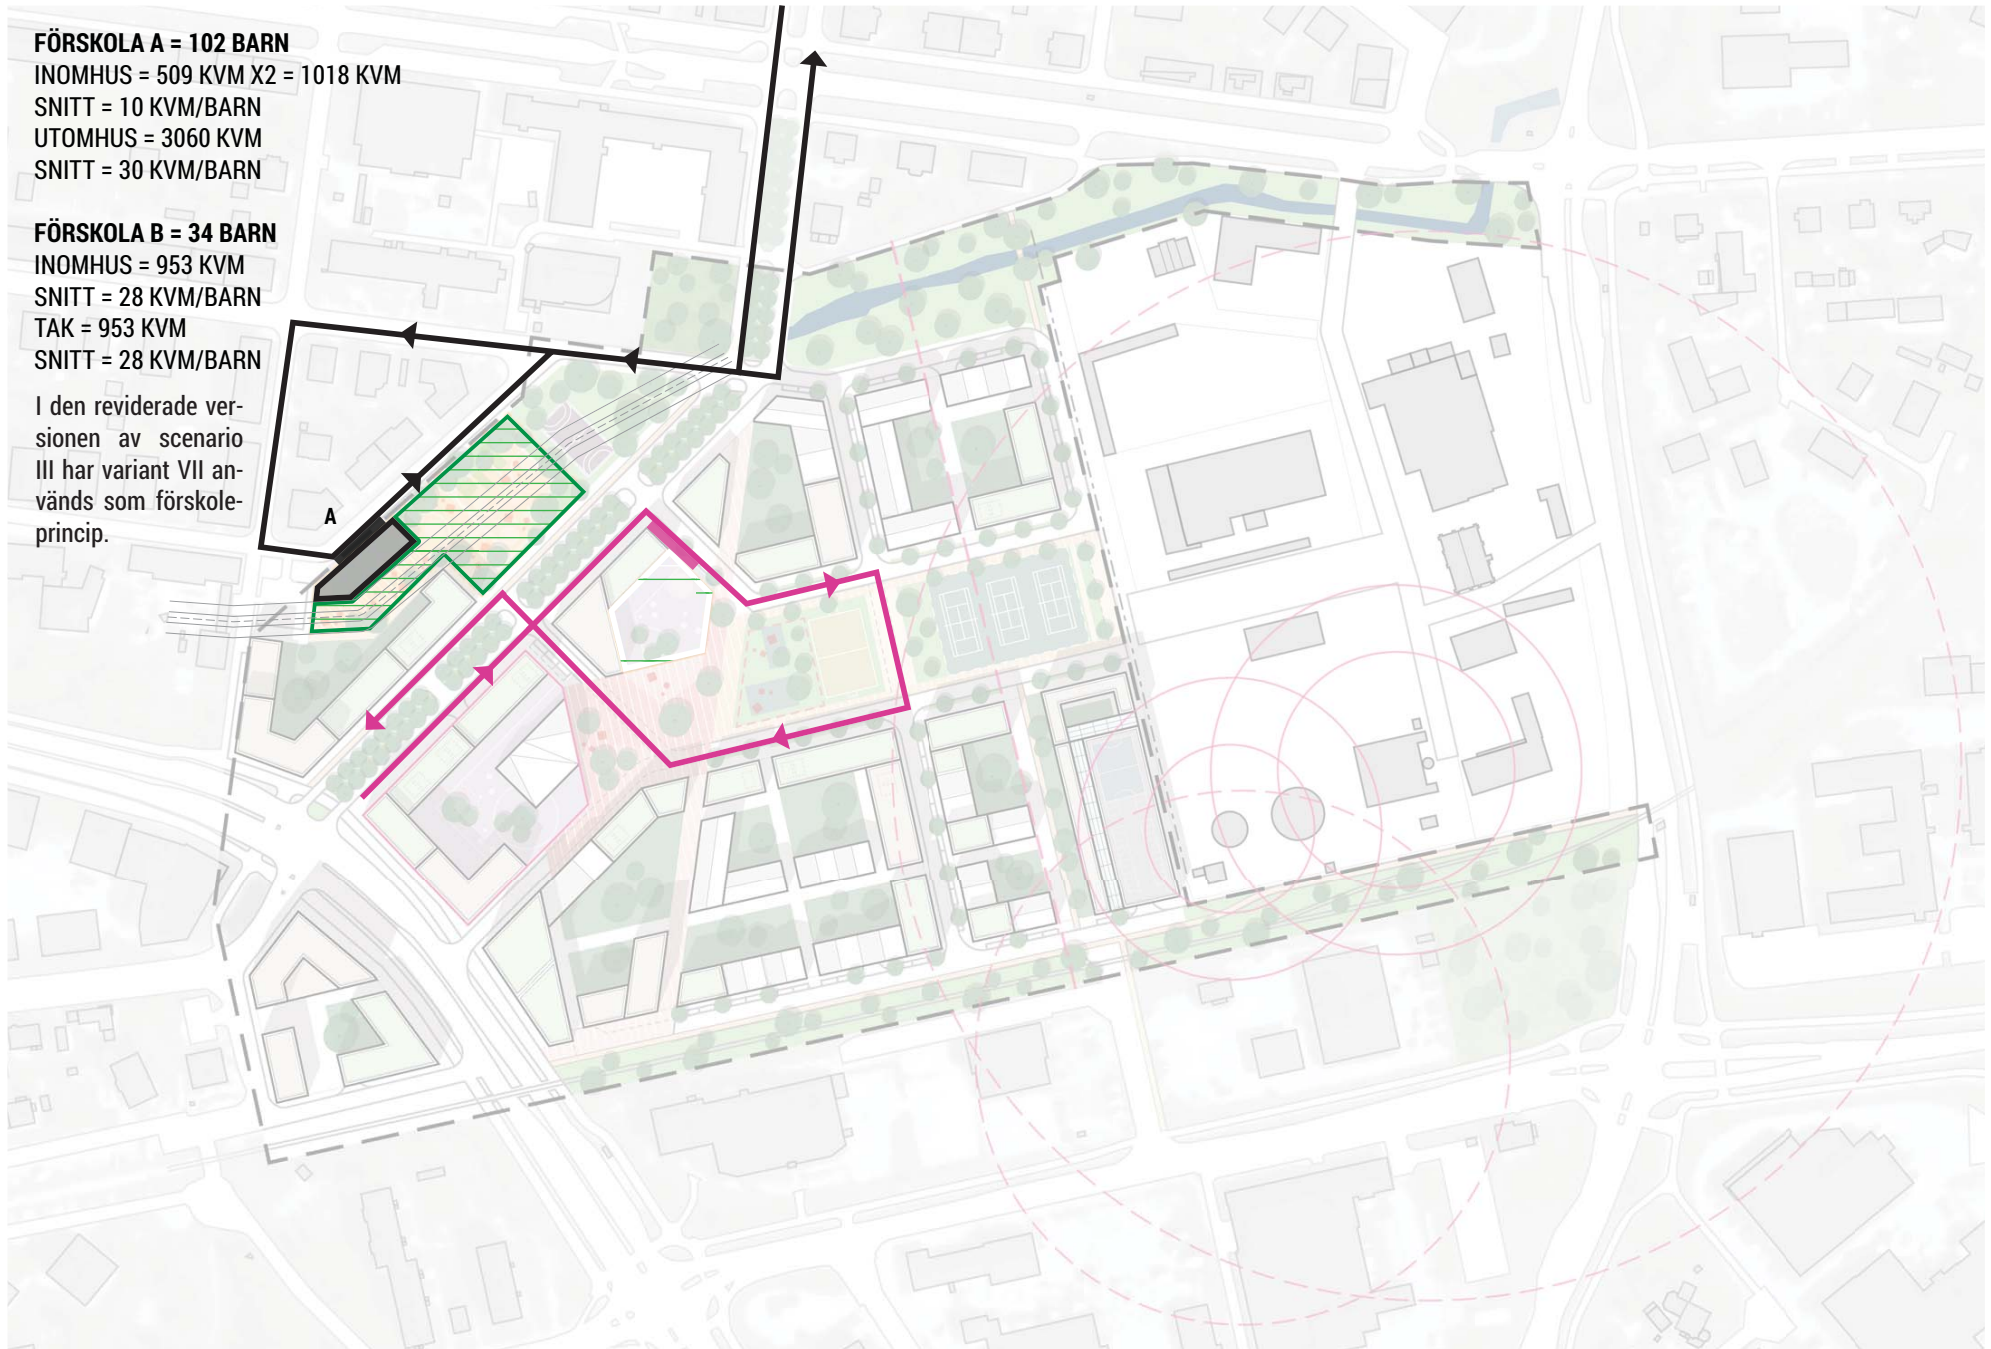 FÖRSKOLA A = 102 BARN
INOMHUS = 509 KVM X2 = 1018 KVM
SNITT = 10 KVM/BARN
UTOMHUS = 3060 KVM
SNITT = 30 KVM/BARN
FÖRSKOLA B = 34 BARN
INOMHUS = 953 KVM
SNITT = 28 KVM/BARN
TAK = 953 KVM
SNITT = 28 KVM/BARN
I den reviderade ver-
sionen av scenario
III har variant VII an-
vänds som förskole-
princip.
A